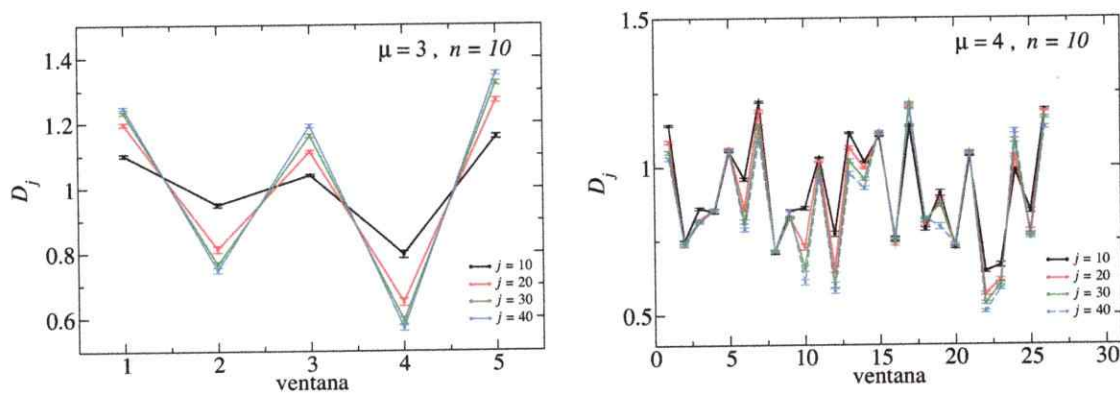 μ = 3 , n = 10
1.4
1.2
1
0.8
0.6
D_j
j = 10
j = 20
j = 30
j = 40
1 2 3 4 5
ventana
μ = 4 , n = 10
1.5
1
0.5
D_j
j = 10
j = 20
j = 30
j = 40
0 5 10 15 20 25 30
ventana